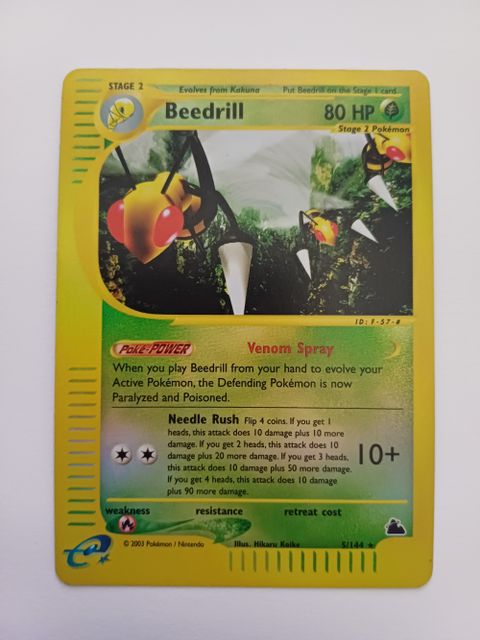 STAGE 2
Evolves from Kakuna
Put Beedrill on the Stage 1 card
Beedrill
80 HP
Stage 2 Pokémon
ID: F-57-#
Poké-POWER
Venom Spray
When you play Beedrill from your hand to evolve your
Active Pokémon, the Defending Pokémon is now
Paralyzed and Poisoned.
Needle Rush Flip 4 coins. If you get 1
heads, this attack does 10 damage plus 10 more
damage. If you get 2 heads, this attack does 10
damage plus 20 more damage. If you get 3 heads,
this attack does 10 damage plus 50 more damage.
If you get 4 heads, this attack does 10 damage
plus 90 more damage.
10+
weakness
resistance
retreat cost
e
© 2003 Pokémon / Nintendo
Illus. Hikaru Koike
5/144 ★